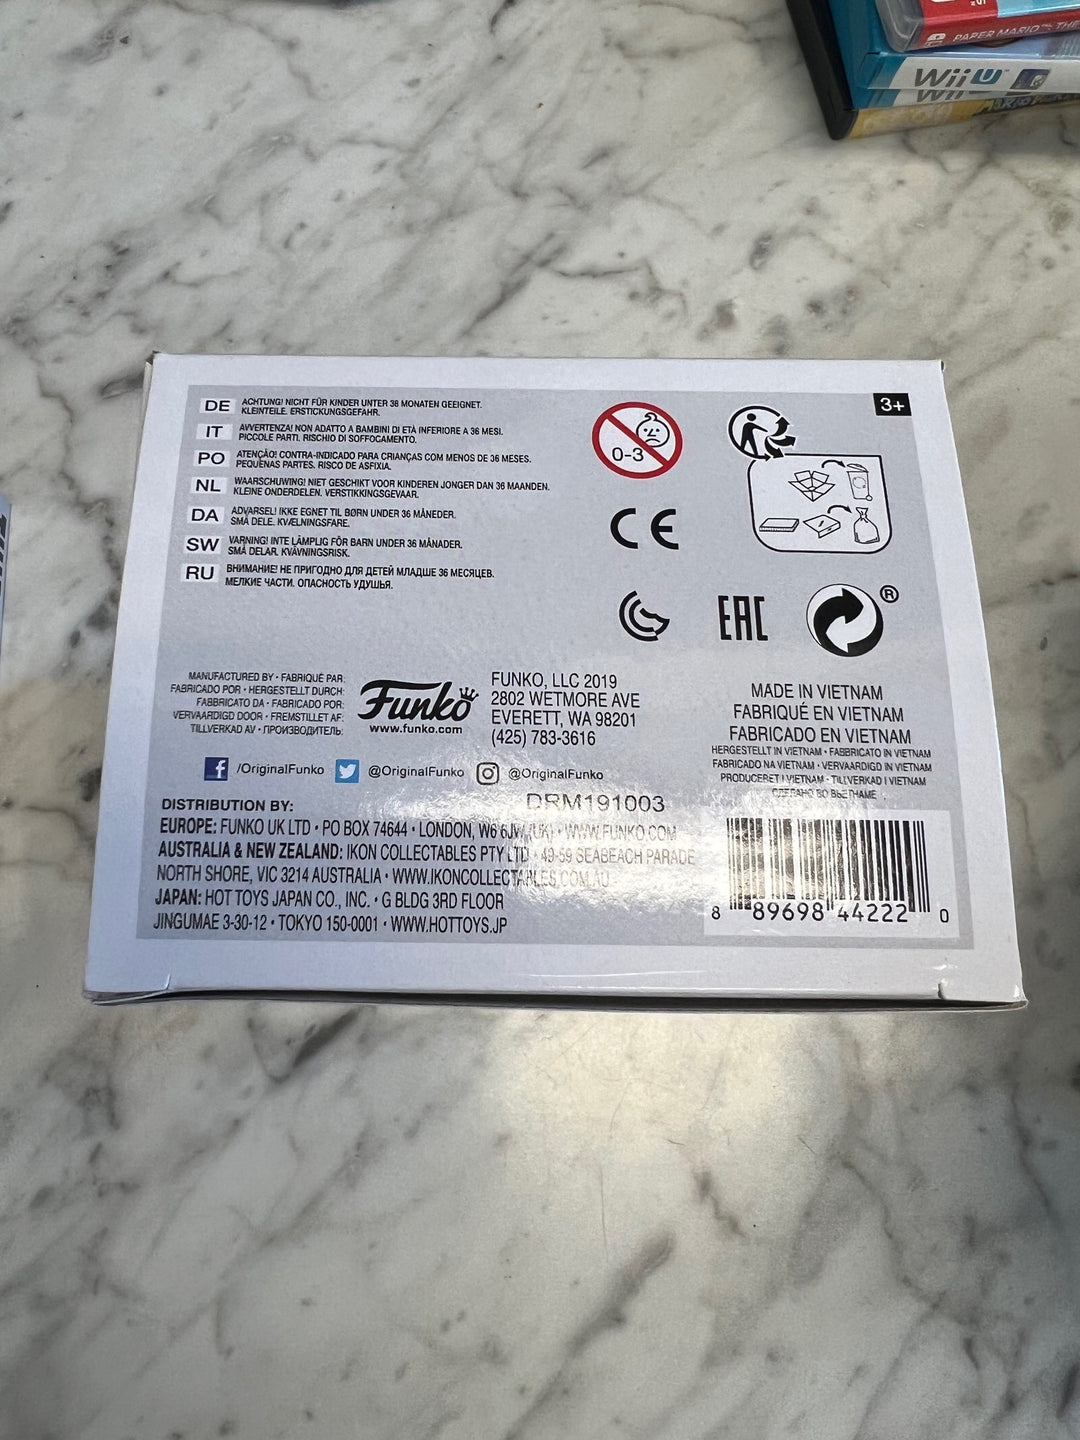 PAPER MARIO™ THE
WiiU
Wii
3+
DE ACHTUNG! NICHT FÜR KINDER UNTER 36 MONATEN GEEIGNET.
KLEINTEILE. ERSTICKUNGSGEFAHR.
IT AVVERTENZA! NON ADATTO A BAMBINI DI ETÀ INFERIORE A 36 MESI.
PICCOLE PARTI. RISCHIO DI SOFFOCAMENTO.
PO ATENÇÃO! CONTRA-INDICADO PARA CRIANÇAS COM MENOS DE 36 MESES.
PEQUENAS PARTES. RISCO DE ASFIXIA.
NL WAARSCHUWING! NIET GESCHIKT VOOR KINDEREN JONGER DAN 36 MAANDEN.
KLEINE ONDERDELEN. VERSTIKKINGSGEVAAR.
DA ADVARSEL! IKKE EGNET TIL BØRN UNDER 36 MÅNEDER.
SMÅ DELE. KVÆLNINGSFARE.
SW VARNING! INTE LÄMPLIG FÖR BARN UNDER 36 MÅNADER.
SMÅ DELAR. KVÄVNINGSRISK.
RU ВНИМАНИЕ! НЕ ПРИГОДНО ДЛЯ ДЕТЕЙ МЛАДШЕ 36 МЕСЯЦЕВ.
МЕЛКИЕ ЧАСТИ. ОПАСНОСТЬ УДУШЬЯ.
0-3
CE
EAC
®
MANUFACTURED BY • FABRIQUÉ PAR:
FABRICADO POR • HERGESTELLT DURCH:
FABBRICATO DA • FABRICADO POR:
VERVAARDIGD DOOR • FREMSTILLET AF:
TILLVERKAD AV • ПРОИЗВОДИТЕЛЬ:
Funko
www.funko.com
FUNKO, LLC 2019
2802 WETMORE AVE
EVERETT, WA 98201
(425) 783-3616
MADE IN VIETNAM
FABRIQUÉ EN VIETNAM
FABRICADO EN VIETNAM
HERGESTELLT IN VIETNAM • FABBRICATO IN VIETNAM
FABRICADO NA VIETNAM • VERVAARDIGD IN VIETNAM
PRODUCERET I VIETNAM • TILLVERKAD I VIETNAM
СДЕЛАНО ВО ВЬЕТНАМЕ
f /OriginalFunko @OriginalFunko @OriginalFunko
DRM191003
DISTRIBUTION BY:
EUROPE: FUNKO UK LTD • PO BOX 74644 • LONDON, W6 6JW (UK) • WWW.FUNKO.COM
AUSTRALIA & NEW ZEALAND: IKON COLLECTABLES PTY LTD • 49-59 SEABEACH PARADE
NORTH SHORE, VIC 3214 AUSTRALIA • WWW.IKONCOLLECTABLES.COM.AU
JAPAN: HOT TOYS JAPAN CO., INC. • G BLDG 3RD FLOOR
JINGUMAE 3-30-12 • TOKYO 150-0001 • WWW.HOTTOYS.JP
8 89698 44222 0